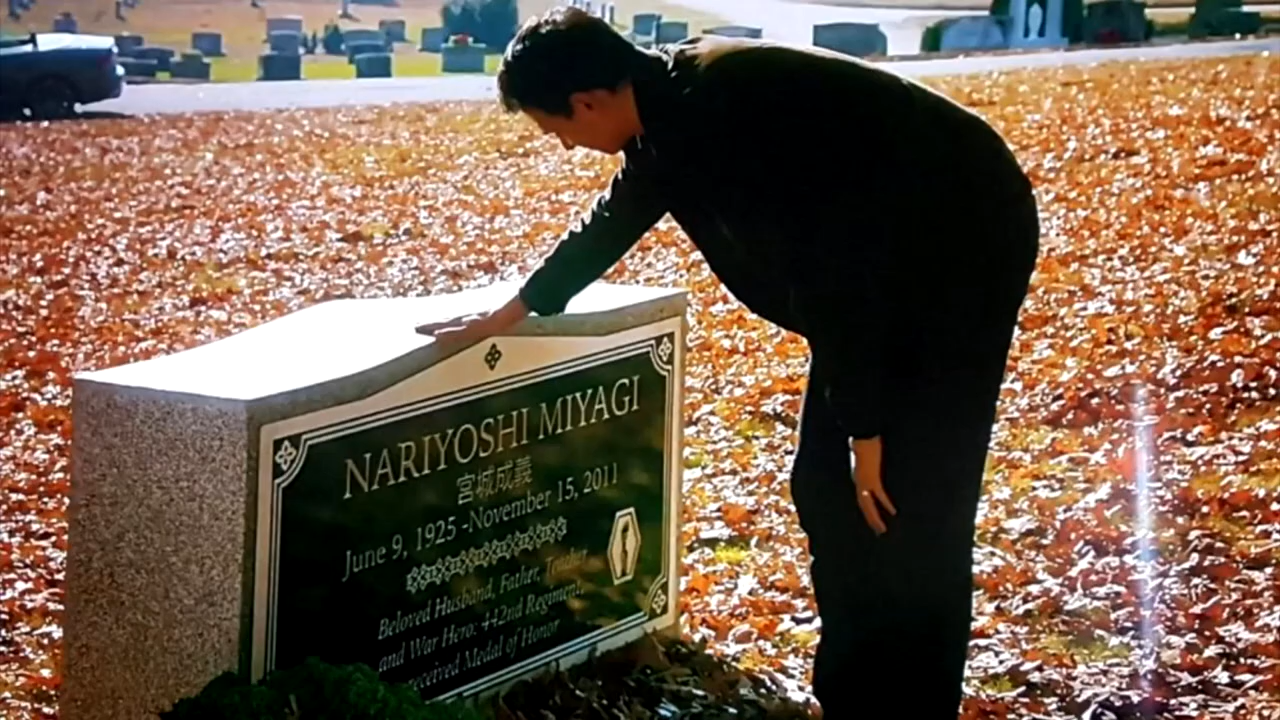 NARIYOSHI MIYAGI
宮城成義
June 9, 1925 - November 15, 2011
Beloved Husband, Father,
and War Hero: 442nd Regiment,
received Medal of Honor